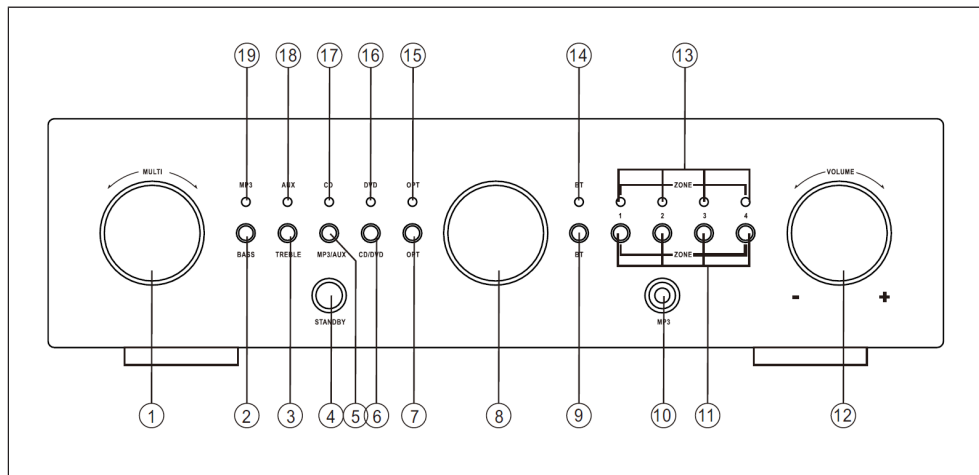 19 18 17 16 15 14 13
MULTI VOLUME
MP3 AUX CD DVD OPT BT ZONE
1 2 3 4
BASS TREBLE MP3/AUX CD/DVD OPT BT ZONE
- +
STANDBY MP3
1 2 3 4 5 6 7 8 9 10 11 12